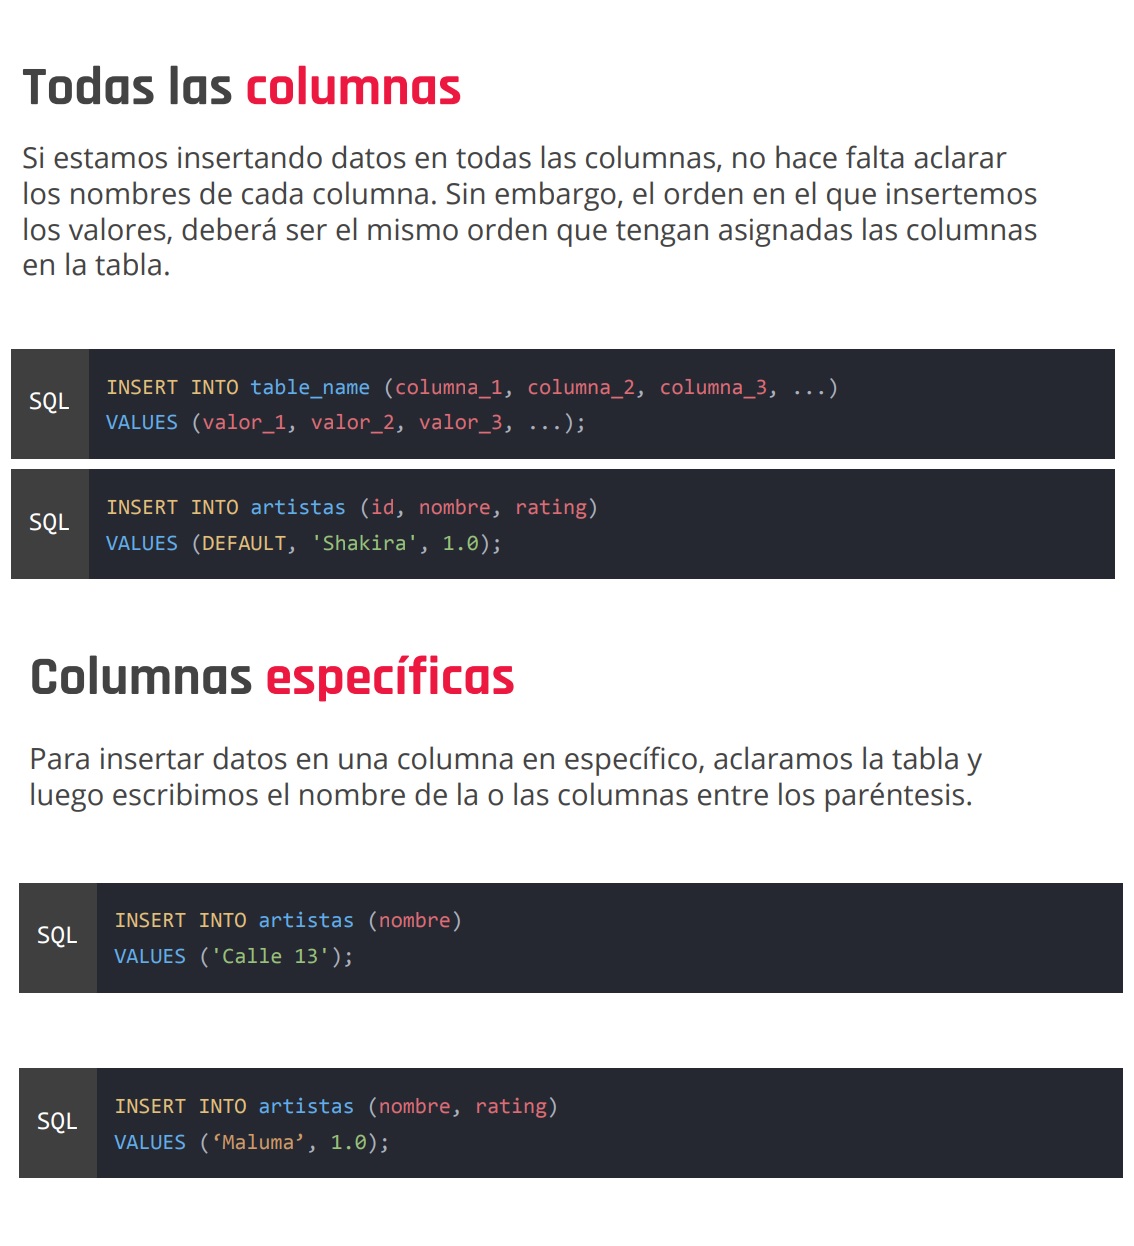 Todas las columnas
Si estamos insertando datos en todas las columnas, no hace falta aclarar
los nombres de cada columna. Sin embargo, el orden en el que insertemos
los valores, deberá ser el mismo orden que tengan asignadas las columnas
en la tabla.
SQL
INSERT INTO table_name (columna_1, columna_2, columna_3, ...)
VALUES (valor_1, valor_2, valor_3, ...);
SQL
INSERT INTO artistas (id, nombre, rating)
VALUES (DEFAULT, 'Shakira', 1.0);
Columnas específicas
Para insertar datos en una columna en específico, aclaramos la tabla y
luego escribimos el nombre de la o las columnas entre los paréntesis.
SQL
INSERT INTO artistas (nombre)
VALUES ('Calle 13');
SQL
INSERT INTO artistas (nombre, rating)
VALUES (‘Maluma’, 1.0);